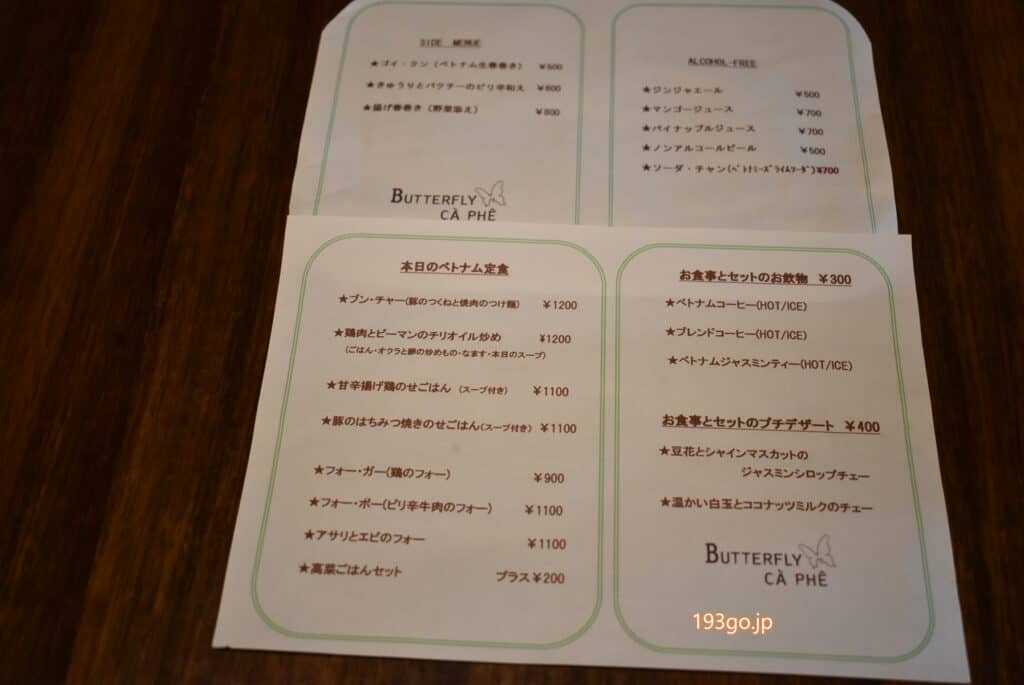 SIDE MENUE
★ゴイ・クン（ベトナム生春巻き） ￥500
★きゅうりとパクチーのピリ辛和え ￥600
★揚げ春巻き（野菜添え） ￥800
BUTTERFLY
CÀ PHÊ
ALCOHOL-FREE
★ジンジャエール ￥500
★マンゴージュース ￥700
★パイナップルジュース ￥700
★ノンアルコールビール ￥500
★ソーダ・チャン(ﾍﾞﾄﾅﾐｰｽﾞﾗｲﾑｿｰﾀﾞ)￥700
本日のベトナム定食
★ブン・チャー(豚のつくねと焼肉のつけ麺) ￥1200
★鶏肉とピーマンのチリオイル炒め ￥1200
(ごはん・オクラと卵の炒めもの・なます・本日のスープ)
★甘辛揚げ鶏のせごはん (スープ付き) ￥1100
★豚のはちみつ焼きのせごはん(スープ付き) ￥1100
★フォー・ガー(鶏のフォー) ￥900
★フォー・ボー(ピリ辛牛肉のフォー) ￥1100
★アサリとエビのフォー ￥1100
★高菜ごはんセット プラス￥200
お食事とセットのお飲物 ￥300
★ベトナムコーヒー(HOT/ICE)
★ブレンドコーヒー(HOT/ICE)
★ベトナムジャスミンティー(HOT/ICE)
お食事とセットのプチデザート ￥400
★豆花とシャインマスカットの
ジャスミンシロップチェー
★温かい白玉とココナッツミルクのチェー
BUTTERFLY
CÀ PHÊ
193go.jp